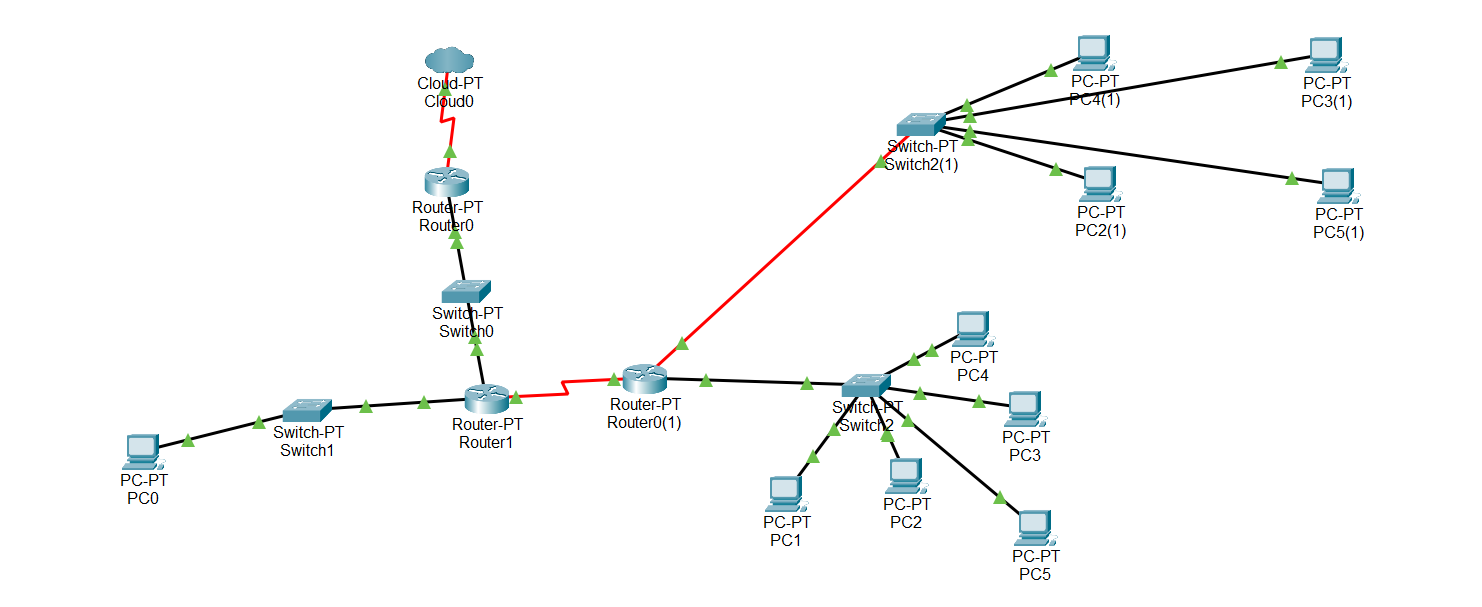 Cloud-PT
Cloud0
Router-PT
Router0
Switch-PT
Switch0
Router-PT
Router1
Switch-PT
Switch1
PC-PT
PC0
Router-PT
Router0(1)
Switch-PT
Switch2
PC-PT
PC4
PC-PT
PC3
PC-PT
PC5
PC-PT
PC2
PC-PT
PC1
Switch-PT
Switch2(1)
PC-PT
PC4(1)
PC-PT
PC3(1)
PC-PT
PC2(1)
PC-PT
PC5(1)